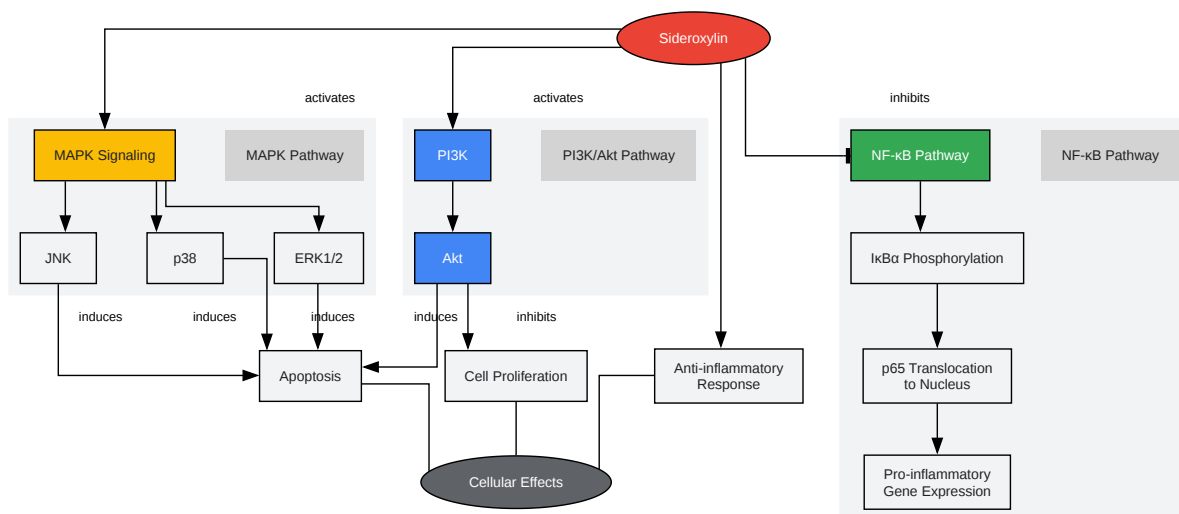 Sideroxylin
activates
activates
inhibits
MAPK Signaling
MAPK Pathway
PI3K
PI3K/Akt Pathway
NF-κB Pathway
NF-κB Pathway
JNK
p38
ERK1/2
Akt
IκBα Phosphorylation
induces
induces
induces
induces
inhibits
Apoptosis
Cell Proliferation
Anti-inflammatory
Response
p65 Translocation
to Nucleus
Cellular Effects
Pro-inflammatory
Gene Expression